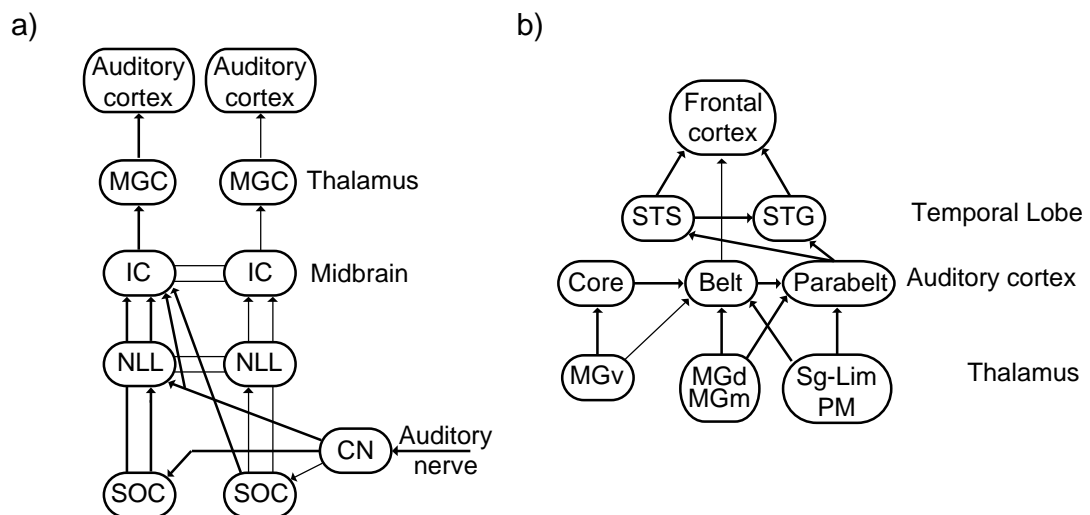 a)
Auditory
cortex
Auditory
cortex
MGC
MGC
Thalamus
IC
IC
Midbrain
NLL
NLL
CN
Auditory
nerve
SOC
SOC
b)
Frontal
cortex
STS
STG
Temporal Lobe
Core
Belt
Parabelt
Auditory cortex
MGv
MGd
MGm
Sg-Lim
PM
Thalamus